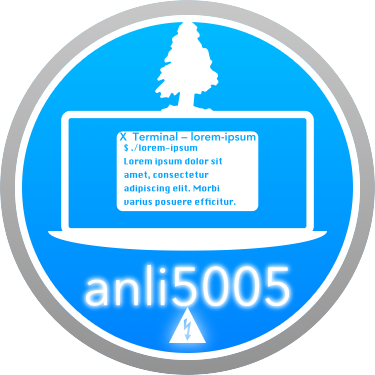 X Terminal – lorem-ipsum
$ ./lorem-ipsum
Lorem ipsum dolor sit
amet, consectetur
adipiscing elit. Morbi
varius posuere efficitur.
anli5005